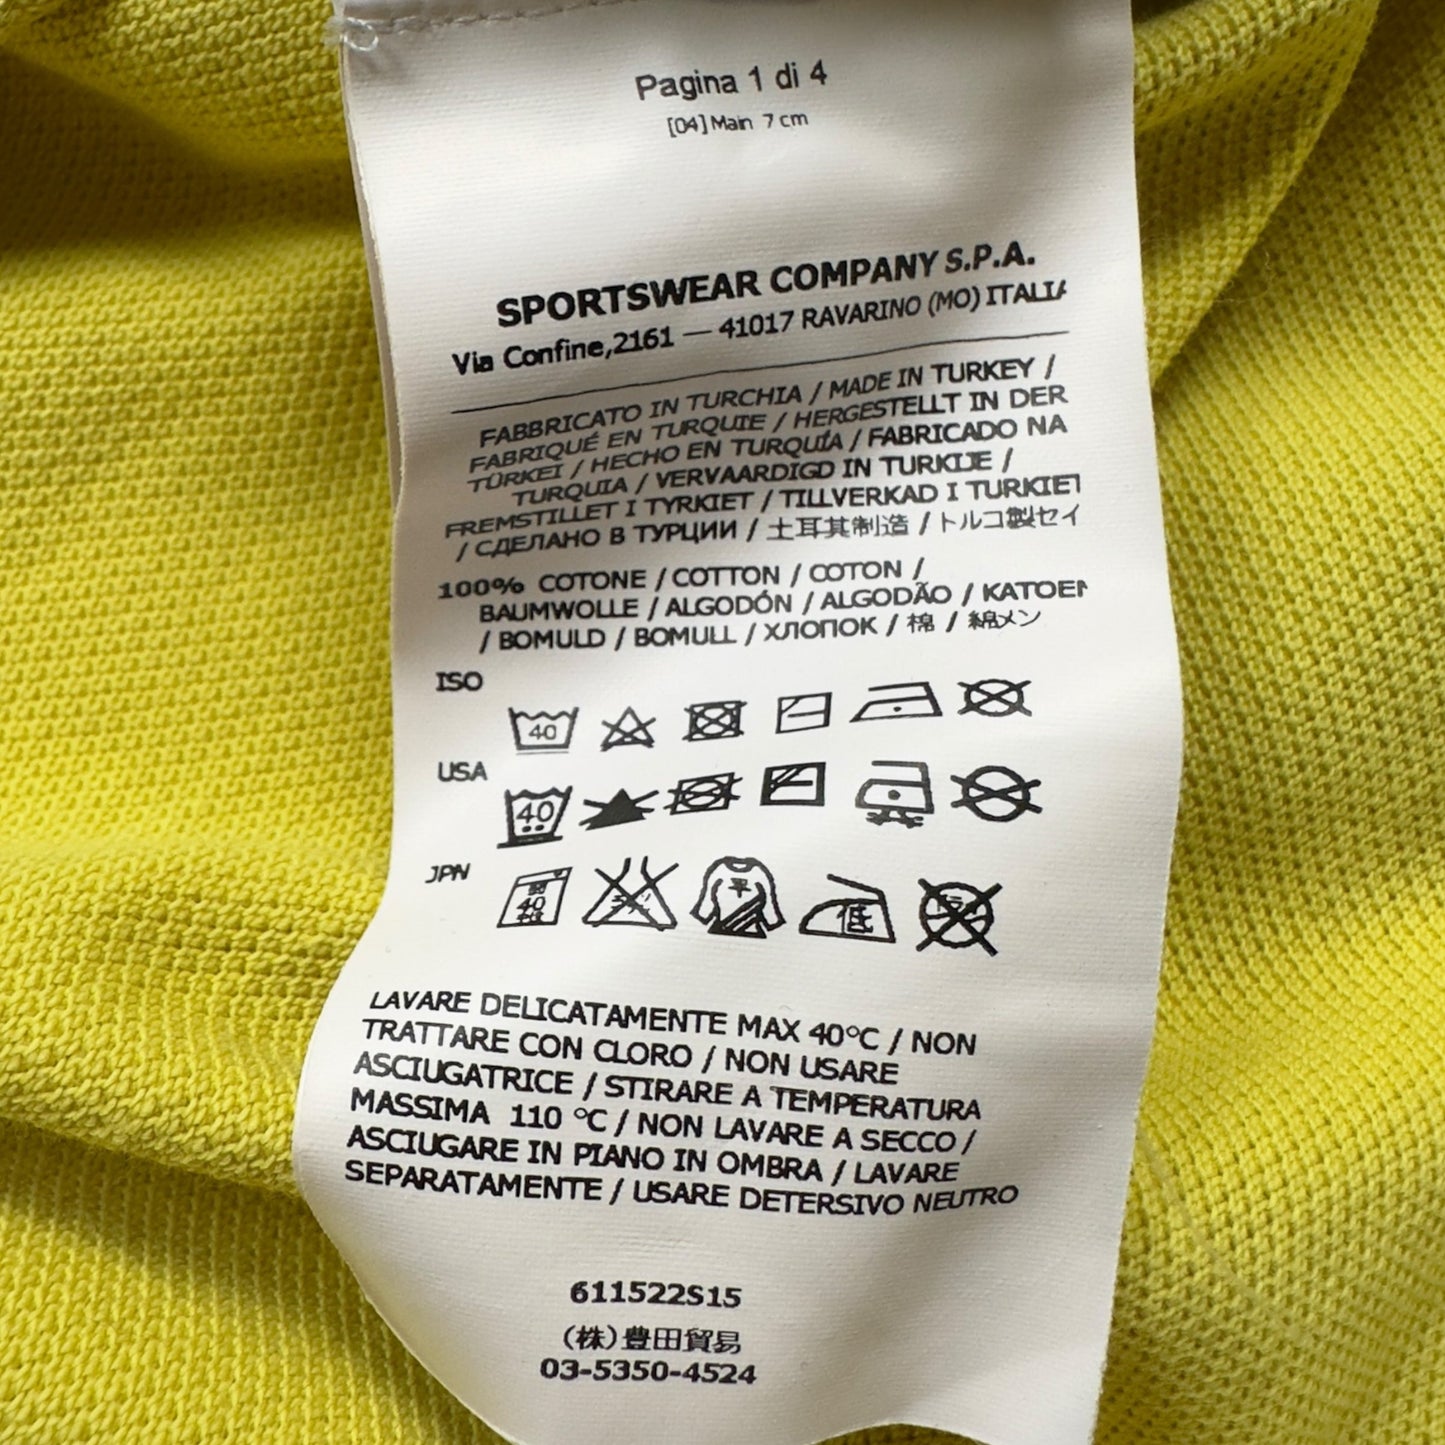 Pagina 1 di 4
[04] Main 7 cm
SPORTSWEAR COMPANY S.P.A.
Via Confine,2161 — 41017 RAVARINO (MO) ITALIA
FABBRICATO IN TURCHIA / MADE IN TURKEY /
FABRIQUÉ EN TURQUIE / HERGESTELLT IN DER
TÜRKEI / HECHO EN TURQUÍA / FABRICADO NA
TURQUIA / VERVAARDIGD IN TURKIJE /
FREMSTILLET I TYRKIET / TILLVERKAD I TURKIET
/ СДЕЛАНО В ТУРЦИИ / 土耳其制造 / トルコ製セイ
100% COTONE / COTTON / COTON /
BAUMWOLLE / ALGODÓN / ALGODÃO / KATOEN
/ BOMULD / BOMULL / ХЛОПОК / 棉 / 綿メン
ISO
40
USA
40
JPN
40
平
低
LAVARE DELICATAMENTE MAX 40°C / NON
TRATTARE CON CLORO / NON USARE
ASCIUGATRICE / STIRARE A TEMPERATURA
MASSIMA 110 °C / NON LAVARE A SECCO /
ASCIUGARE IN PIANO IN OMBRA / LAVARE
SEPARATAMENTE / USARE DETERSIVO NEUTRO
611522S15
(株)豊田貿易
03-5350-4524